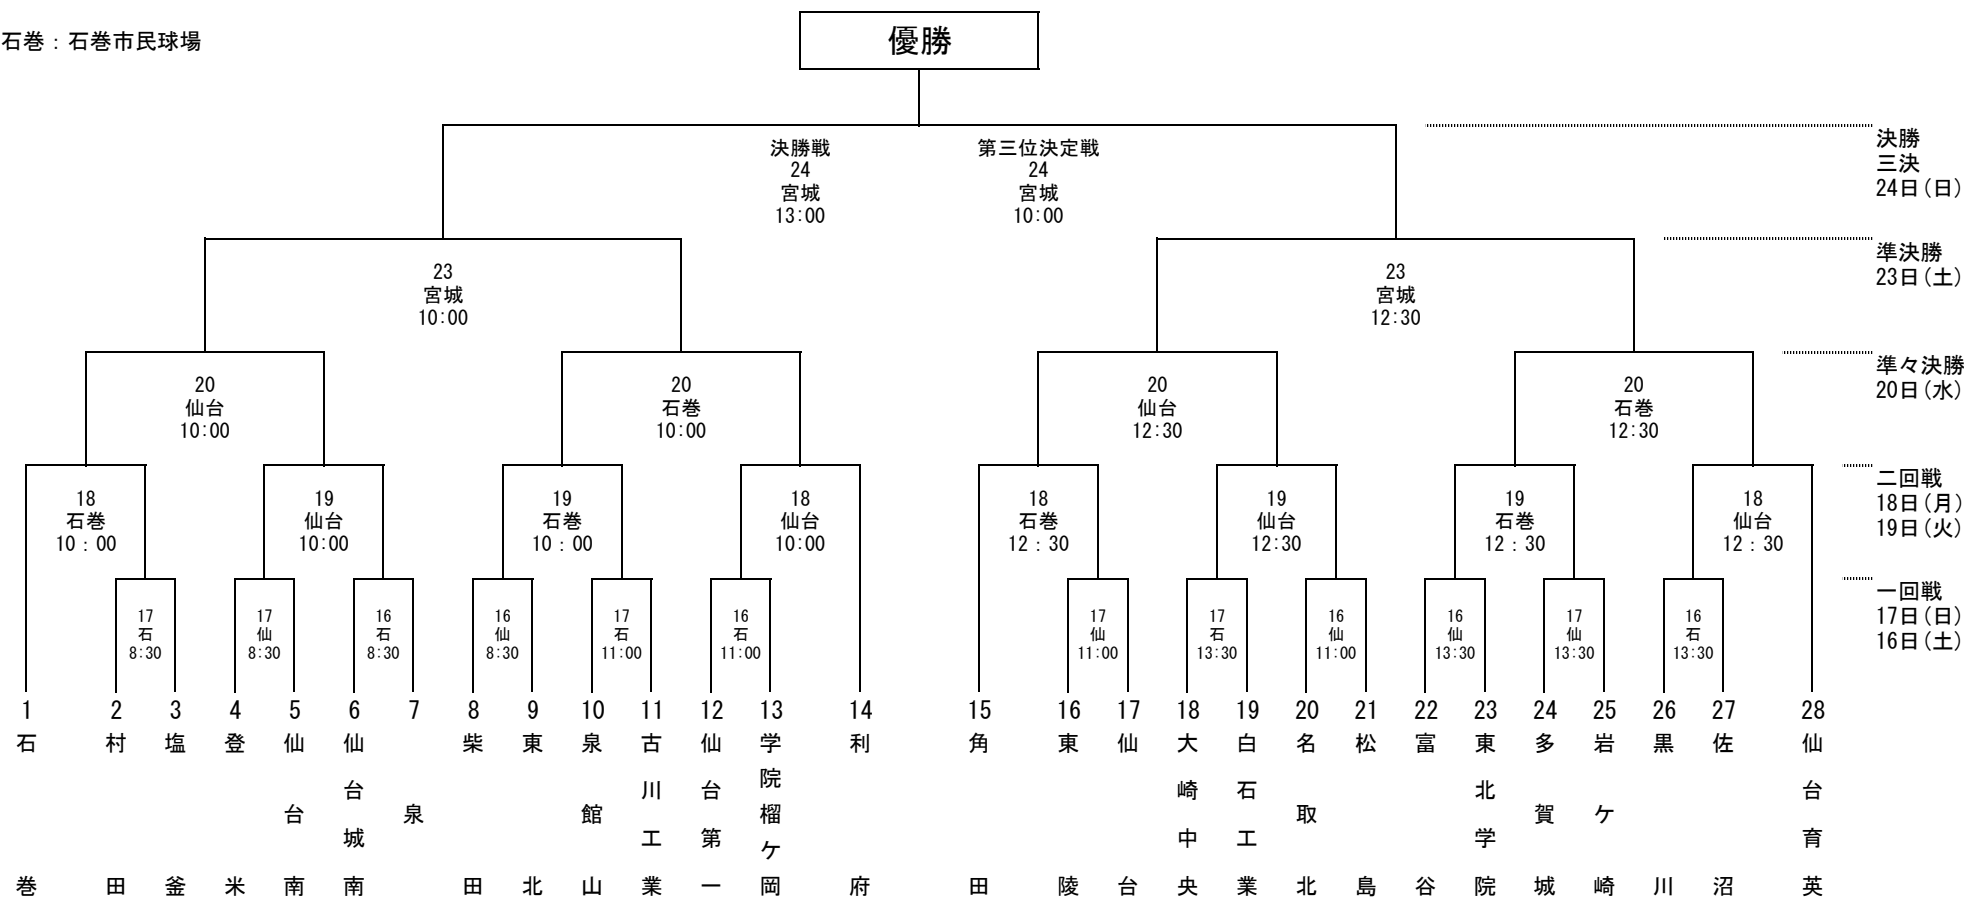 石巻：石巻市民球場
優勝
決勝戦
24
宮城
13:00
第三位決定戦
24
宮城
10:00
決勝
三決
24日(日)
23
宮城
10:00
23
宮城
12:30
準決勝
23日(土)
20
仙台
10:00
20
石巻
10:00
20
仙台
12:30
20
石巻
12:30
準々決勝
20日(水)
18
石巻
10：00
19
仙台
10:00
19
石巻
10：00
18
仙台
10:00
18
石巻
12：30
19
仙台
12:30
19
石巻
12：30
18
仙台
12：30
二回戦
18日(月)
19日(火)
17
石
8:30
17
仙
8:30
16
石
8:30
16
仙
8:30
17
石
11:00
16
石
11:00
17
仙
11:00
17
石
13:30
16
仙
11:00
16
仙
13:30
17
仙
13:30
16
石
13:30
一回戦
17日(日)
16日(土)
1
石巻
2
村田
3
塩釜
4
登米
5
仙台南
6
仙台城南
7
泉
8
柴田
9
東北
10
泉館山
11
古川工業
12
仙台第一
13
学院榴ケ岡
14
利府
15
角田
16
東陵
17
仙台
18
大崎中央
19
白石工業
20
名取北
21
松島
22
富谷
23
東北学院
24
多賀城
25
岩ケ崎
26
黒川
27
佐沼
28
仙台育英